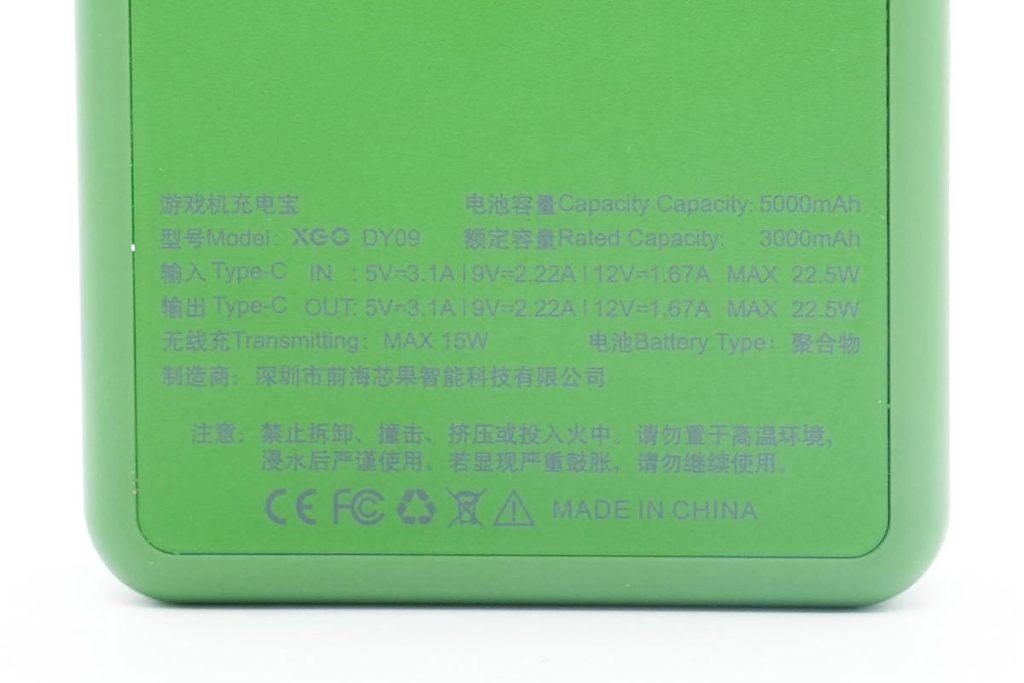 游戏机充电宝 电池容量Capacity Capacity: 5000mAh
型号Model: XGO DY09 额定容量Rated Capacity: 3000mAh
输入Type-C IN : 5V=3.1A | 9V=2.22A | 12V=1.67A MAX 22.5W
输出Type-C OUT: 5V=3.1A | 9V=2.22A | 12V=1.67A MAX 22.5W
无线充Transmitting: MAX 15W 电池Battery Type: 聚合物
制造商: 深圳市前海芯果智能科技有限公司
注意: 禁止拆卸、撞击、挤压或投入火中。请勿置于高温环境,
浸水后严谨使用。若显现严重鼓胀, 请勿继续使用。
CE FC MADE IN CHINA